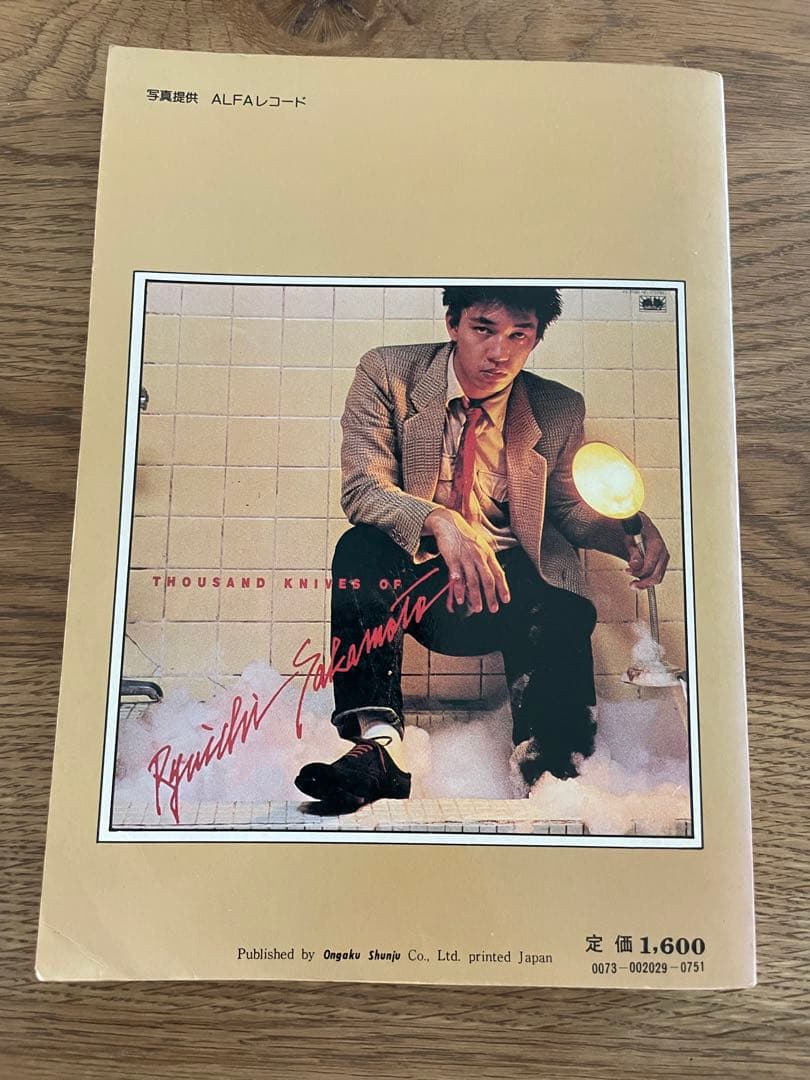 写真提供 ALFAレコード
THOUSAND KNIVES OF
Ryuichi Sakamoto
Published by Ongaku Shunju Co., Ltd. printed Japan
定 価 1,600
0073-002029-0751